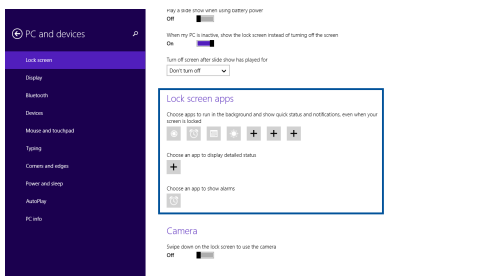 Play a slide show when using battery power
Off
When my PC is inactive, show the lock screen instead of turning off the screen
On
Turn off screen after slide show has played for
Don't turn off
PC and devices
Lock screen
Display
Bluetooth
Devices
Mouse and touchpad
Typing
Corners and edges
Power and sleep
AutoPlay
PC info
Lock screen apps
Choose apps to run in the background and show quick status and notifications, even when your
screen is locked
Choose an app to display detailed status
Choose an app to show alarms
Camera
Swipe down on the lock screen to use the camera
Off